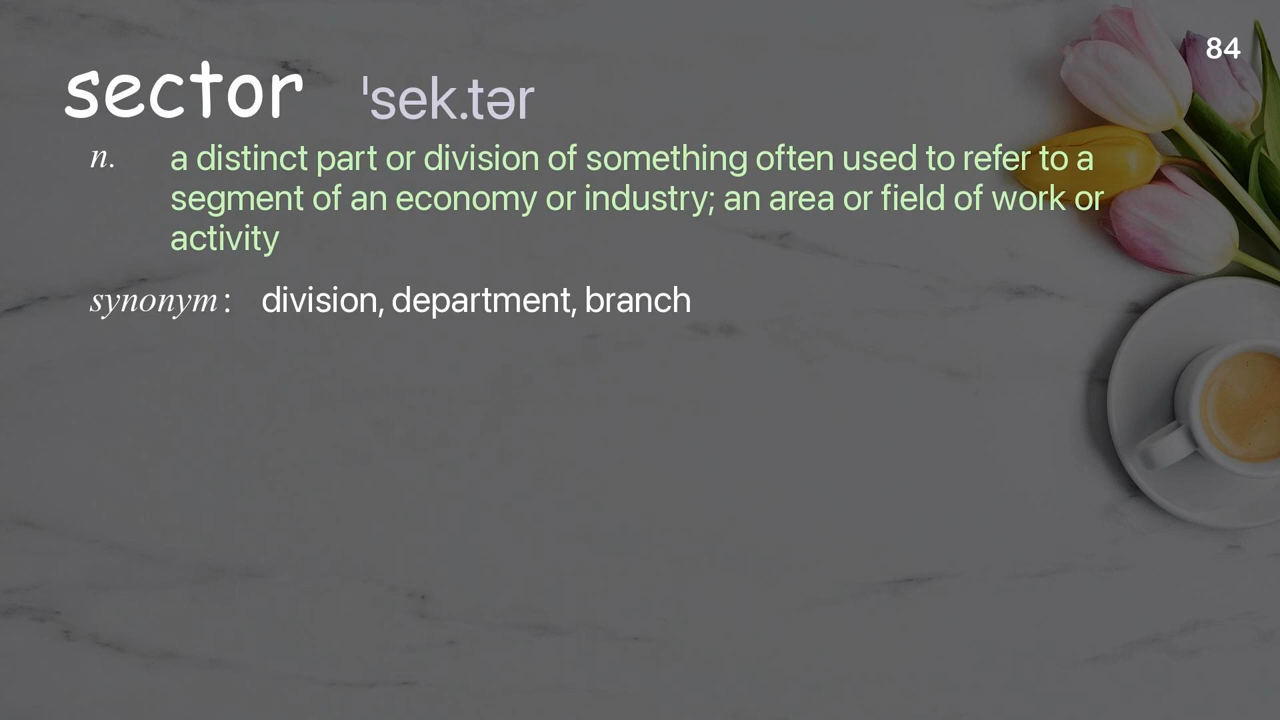 84
sector ˈsek.tər
n. a distinct part or division of something often used to refer to a
segment of an economy or industry; an area or field of work or
activity
synonym: division, department, branch